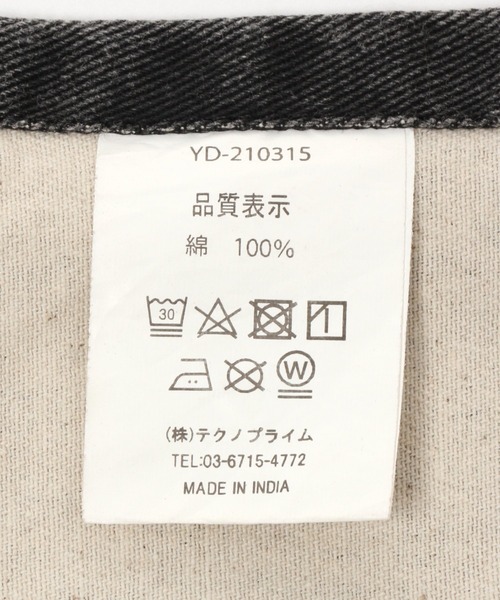 YD-210315
品質表示
綿 100%
30
W
(株)テクノプライム
TEL:03-6715-4772
MADE IN INDIA